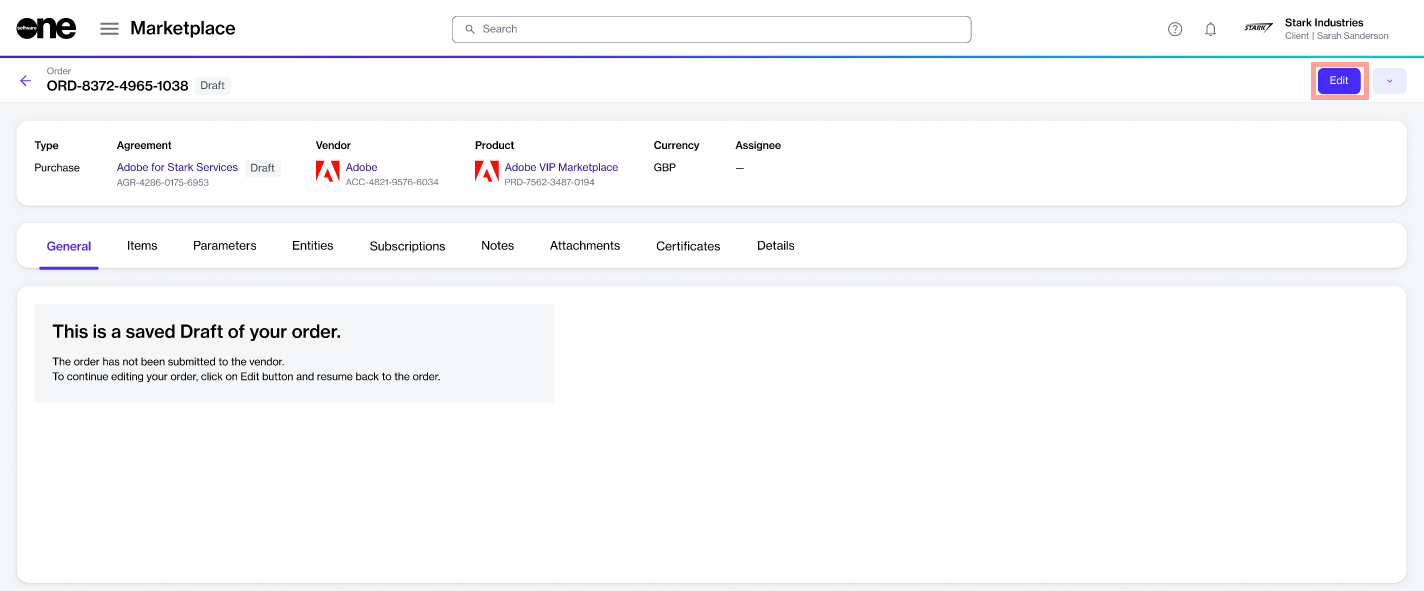 software one
Marketplace
Search
STARK
Stark Industries
Client | Sarah Sanderson
Order
ORD-8372-4965-1038 Draft
Edit
Type Agreement Vendor Product Currency Assignee
Purchase Adobe for Stark Services Draft Adobe Adobe VIP Marketplace GBP —
AGR-4286-0175-6953 ACC-4821-9576-6034 PRD-7562-3487-0194
General Items Parameters Entities Subscriptions Notes Attachments Certificates Details
This is a saved Draft of your order.
The order has not been submitted to the vendor.
To continue editing your order, click on Edit button and resume back to the order.